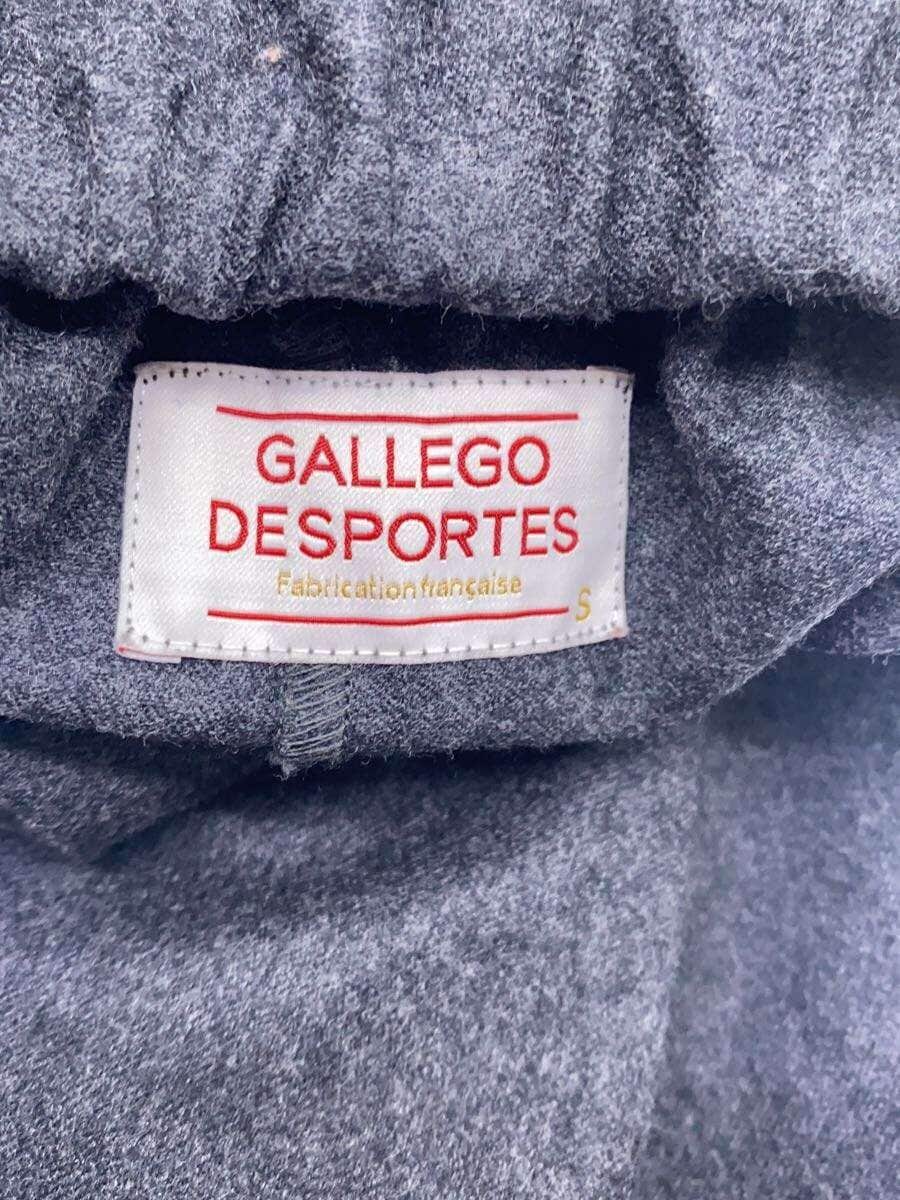 GALLEGO
DESPORTES
Fabrication française
S